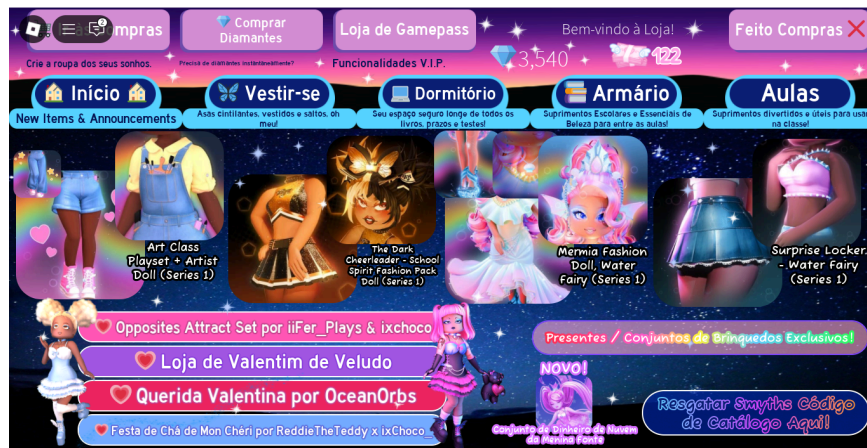 2
mpras
Crie a roupa dos seus sonhos.
Comprar
Diamantes
Precisa de diamantes instantaneamente?
Loja de Gamepass
Funcionalidades V.I.P.
Bem-vindo à Loja!
3,540
122
Feito Compras
Início
New Items & Announcements
Vestir-se
Asas cintilantes, vestidos e saltos, oh
meu!
Dormitório
Seu espaço seguro longe de todos os
livros, prazos e testes!
Armário
Suprimentos Escolares e Essenciais de
Beleza para entre as aulas!
Aulas
Suprimentos divertidos e úteis para usar
na classe!
Art Class
Playset + Artist
Doll (Series 1)
The Dark
Cheerleader - School
Spirit Fashion Pack
Doll (Series 1)
Mermia Fashion
Doll, Water
Fairy (Series 1)
Surprise Locker
- Water Fairy
(Series 1)
Opposites Attract Set por iiFer_Plays & ixchoco
Loja de Valentim de Veludo
Querida Valentina por OceanOrbs
Festa de Chá de Mon Chéri por ReddieTheTeddy x ixChoco_
Presentes / Conjuntos de Brinquedos Exclusivos!
NOVO!
Conjunto de Dinheiro de Nuvem
da Menina Fonte
Resgatar Smyths Código
de Catálogo Aqui!